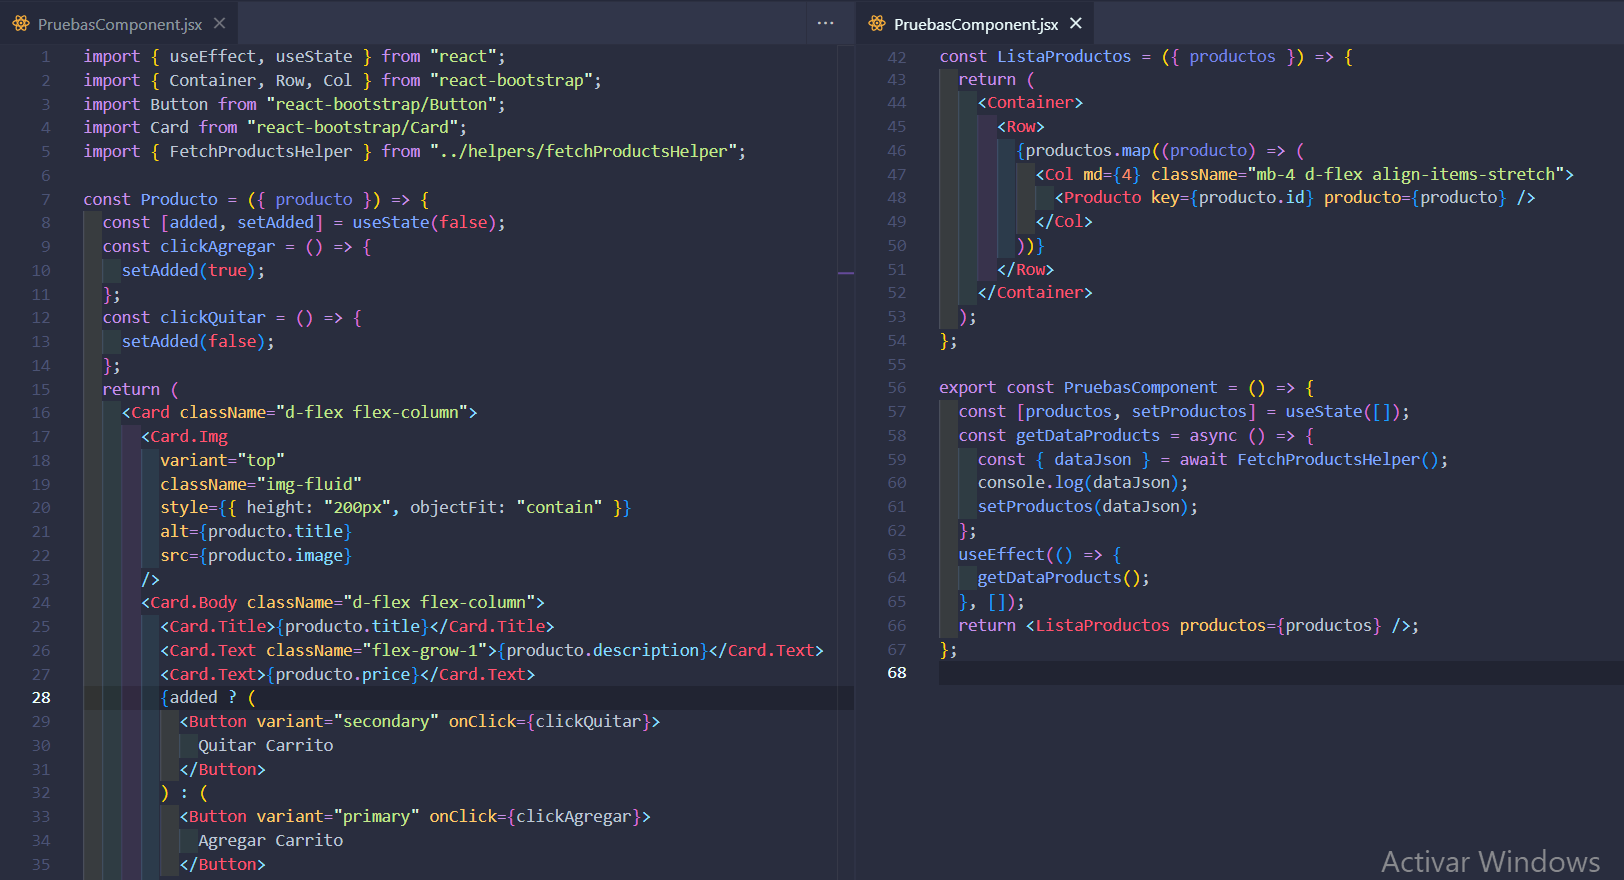 PruebasComponent.jsx
1 import { useEffect, useState } from "react";
2 import { Container, Row, Col } from "react-bootstrap";
3 import Button from "react-bootstrap/Button";
4 import Card from "react-bootstrap/Card";
5 import { FetchProductsHelper } from "../helpers/fetchProductsHelper";
6
7 const Producto = ({ producto }) => {
8   const [added, setAdded] = useState(false);
9   const clickAgregar = () => {
10     setAdded(true);
11   };
12   const clickQuitar = () => {
13     setAdded(false);
14   };
15   return (
16     <Card className="d-flex flex-column">
17       <Card.Img
18         variant="top"
19         className="img-fluid"
20         style={{ height: "200px", objectFit: "contain" }}
21         alt={producto.title}
22         src={producto.image}
23       />
24       <Card.Body className="d-flex flex-column">
25         <Card.Title>{producto.title}</Card.Title>
26         <Card.Text className="flex-grow-1">{producto.description}</Card.Text>
27         <Card.Text>{producto.price}</Card.Text>
28         {added ? (
29           <Button variant="secondary" onClick={clickQuitar}>
30             Quitar Carrito
31           </Button>
32         ) : (
33           <Button variant="primary" onClick={clickAgregar}>
34             Agregar Carrito
35           </Button>
PruebasComponent.jsx
42 const ListaProductos = ({ productos }) => {
43   return (
44     <Container>
45       <Row>
46         {productos.map((producto) => (
47           <Col md={4} className="mb-4 d-flex align-items-stretch">
48             <Producto key={producto.id} producto={producto} />
49           </Col>
50         ))}
51       </Row>
52     </Container>
53   );
54 };
55
56 export const PruebasComponent = () => {
57   const [productos, setProductos] = useState([]);
58   const getDataProducts = async () => {
59     const { dataJson } = await FetchProductsHelper();
60     console.log(dataJson);
61     setProductos(dataJson);
62   };
63   useEffect(() => {
64     getDataProducts();
65   }, []);
66   return <ListaProductos productos={productos} />;
67 };
68
Activar Windows